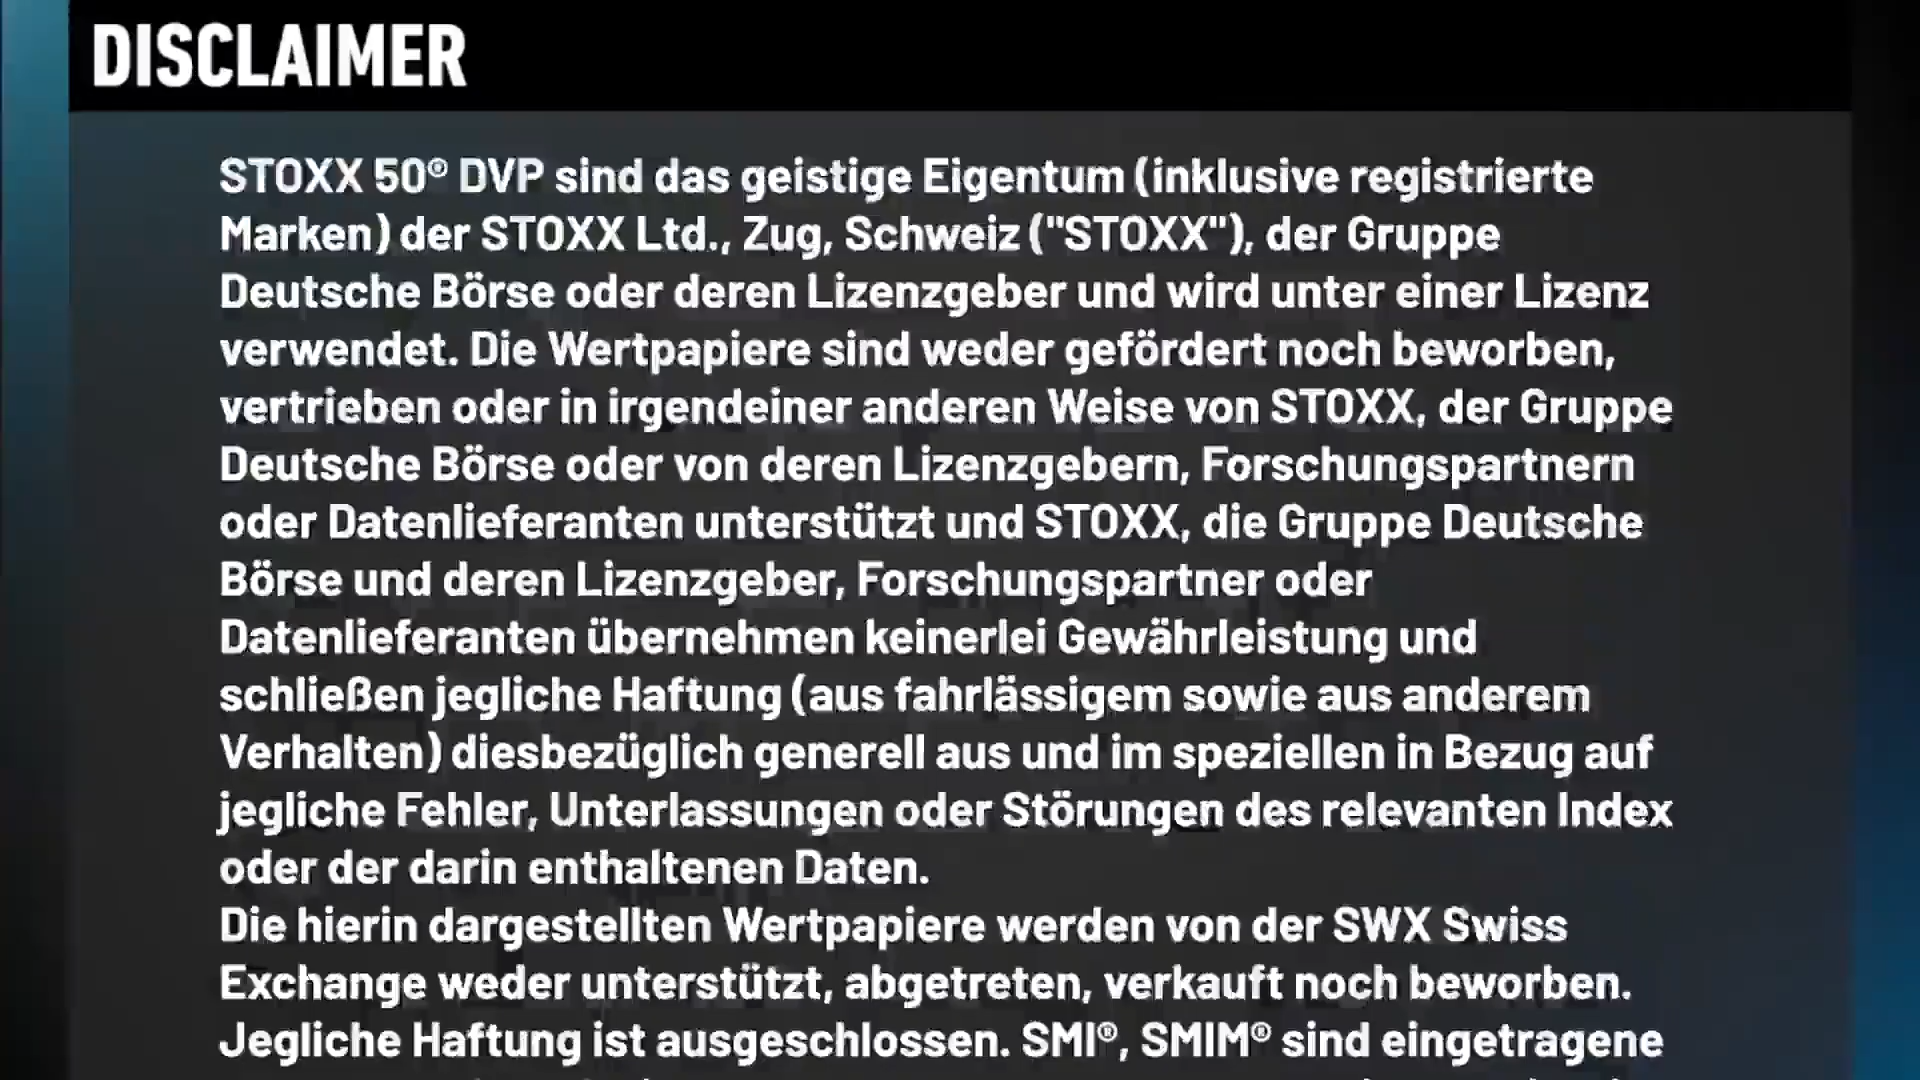 DISCLAIMER
STOXX 50® DVP sind das geistige Eigentum (inklusive registrierte
Marken) der STOXX Ltd., Zug, Schweiz ("STOXX"), der Gruppe
Deutsche Börse oder deren Lizenzgeber und wird unter einer Lizenz
verwendet. Die Wertpapiere sind weder gefördert noch beworben,
vertrieben oder in irgendeiner anderen Weise von STOXX, der Gruppe
Deutsche Börse oder von deren Lizenzgebern, Forschungspartnern
oder Datenlieferanten unterstützt und STOXX, die Gruppe Deutsche
Börse und deren Lizenzgeber, Forschungspartner oder
Datenlieferanten übernehmen keinerlei Gewährleistung und
schließen jegliche Haftung (aus fahrlässigem sowie aus anderem
Verhalten) diesbezüglich generell aus und im speziellen in Bezug auf
jegliche Fehler, Unterlassungen oder Störungen des relevanten Index
oder der darin enthaltenen Daten.
Die hierin dargestellten Wertpapiere werden von der SWX Swiss
Exchange weder unterstützt, abgetreten, verkauft noch beworben.
Jegliche Haftung ist ausgeschlossen. SMI®, SMIM® sind eingetragene